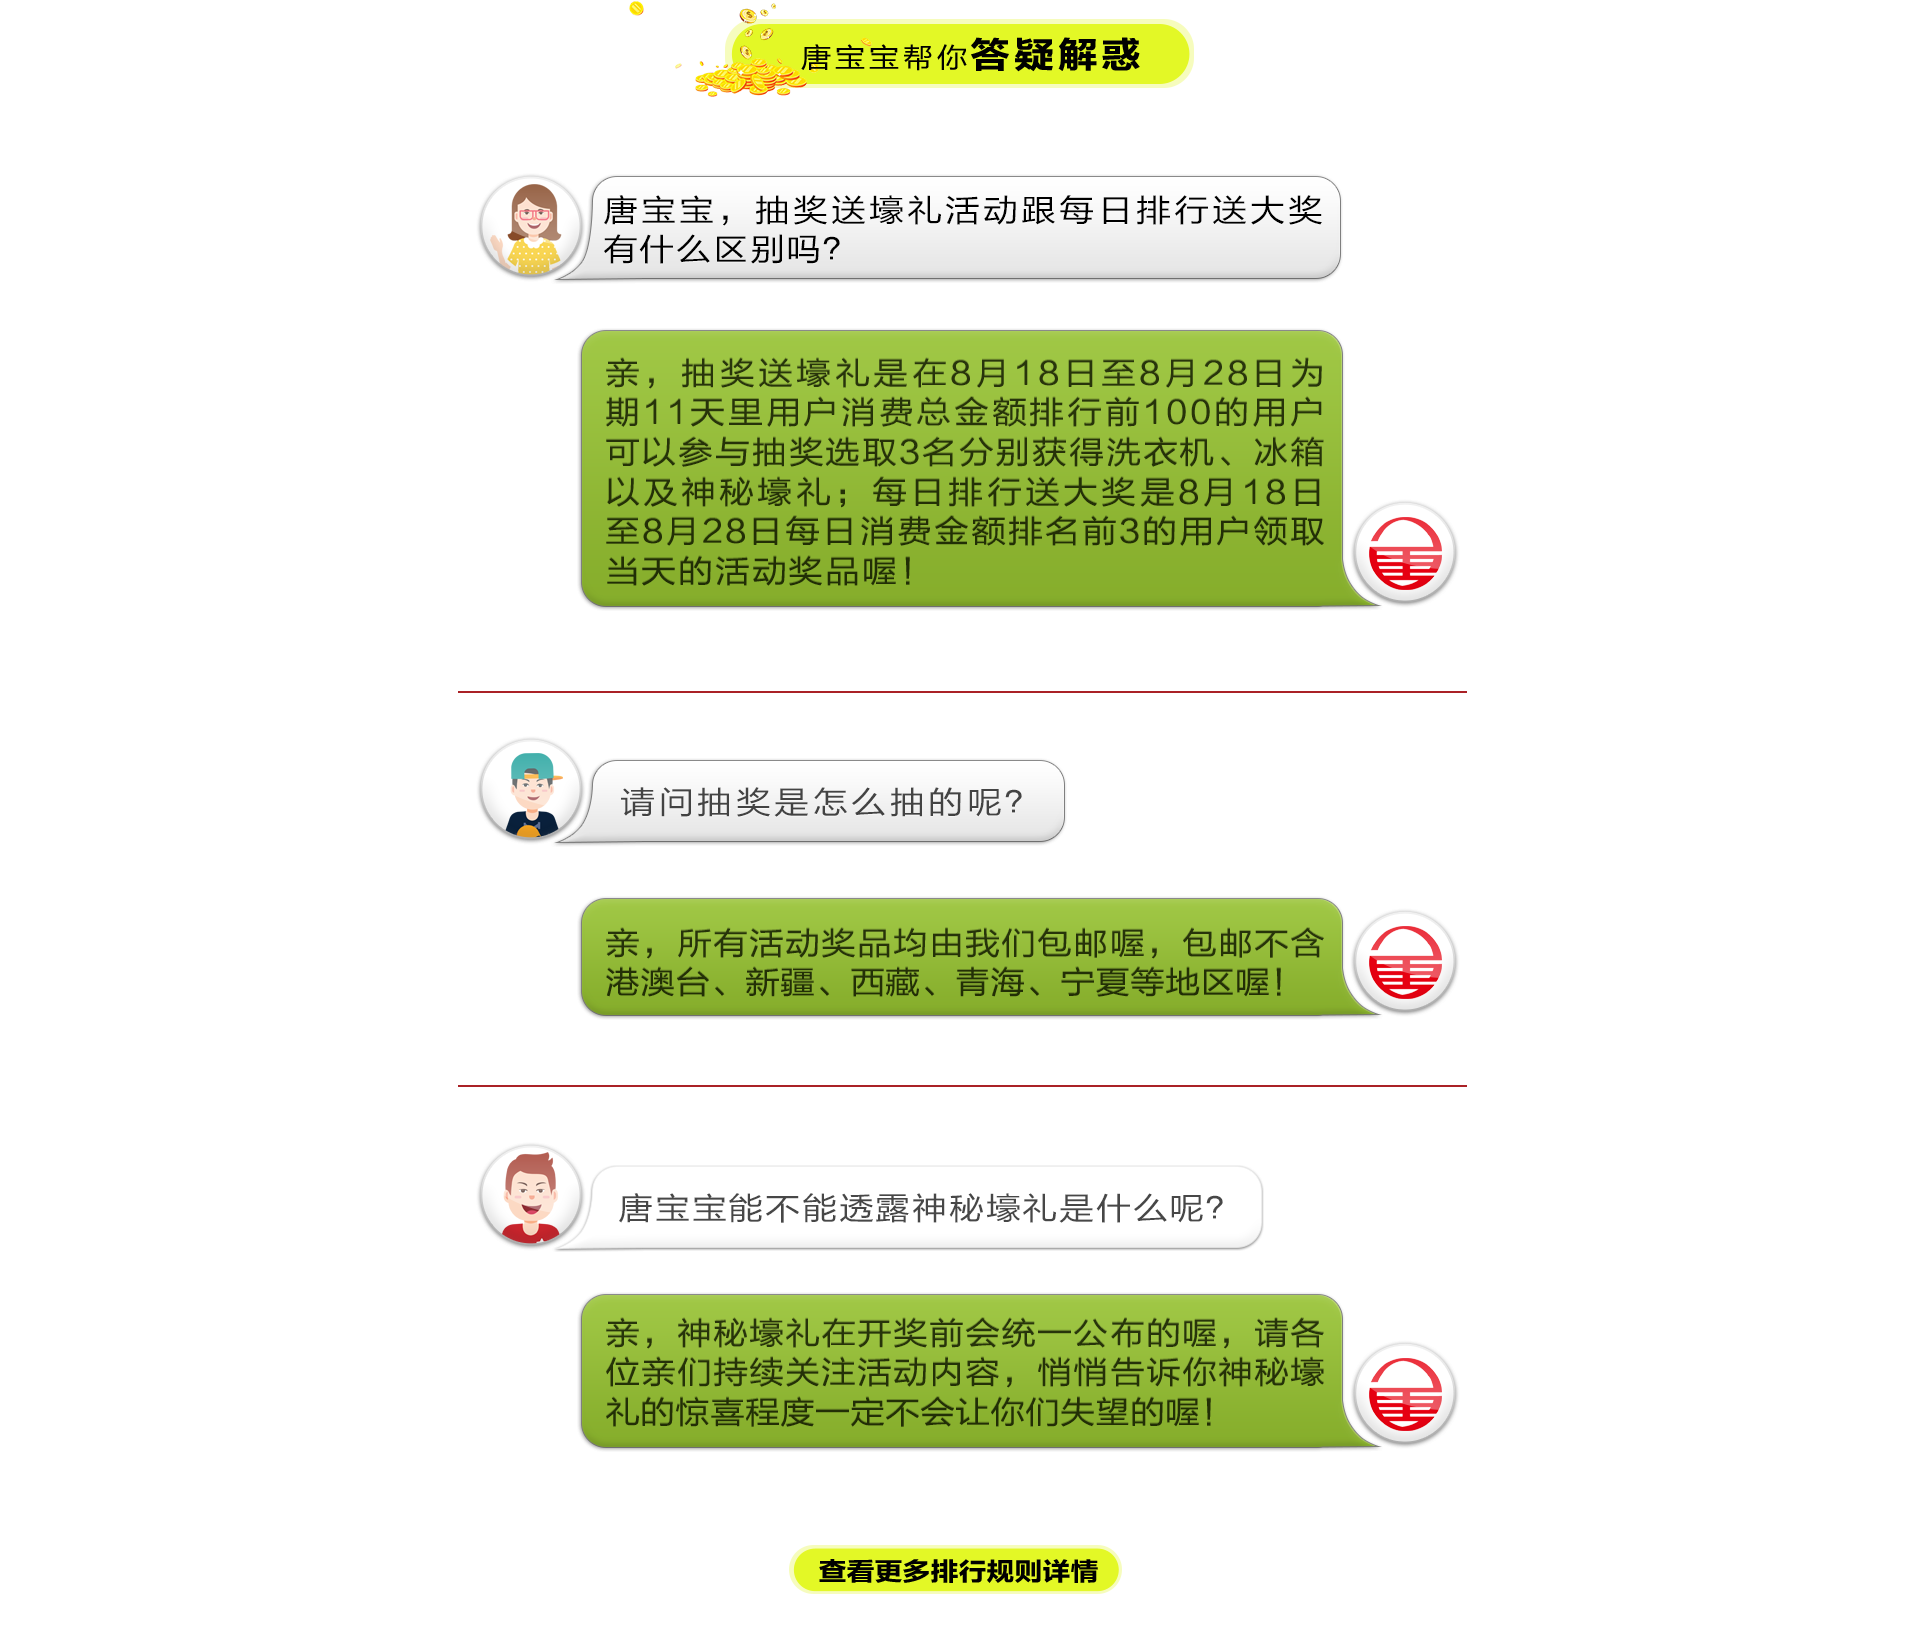 唐宝宝帮你答疑解惑
唐宝宝，抽奖送壕礼活动跟每日排行送大奖
有什么区别吗?
亲，抽奖送壕礼是在8月18日至8月28日为
期11天里用户消费总金额排行前100的用户
可以参与抽奖选取3名分别获得洗衣机、冰箱
以及神秘壕礼；每日排行送大奖是8月18日
至8月28日每日消费金额排名前3的用户领取
当天的活动奖品喔！
请问抽奖是怎么抽的呢?
亲，所有活动奖品均由我们包邮喔，包邮不含
港澳台、新疆、西藏、青海、宁夏等地区喔！
唐宝宝能不能透露神秘壕礼是什么呢?
亲，神秘壕礼在开奖前会统一公布的喔，请各
位亲们持续关注活动内容，悄悄告诉你神秘壕
礼的惊喜程度一定不会让你们失望的喔！
查看更多排行规则详情